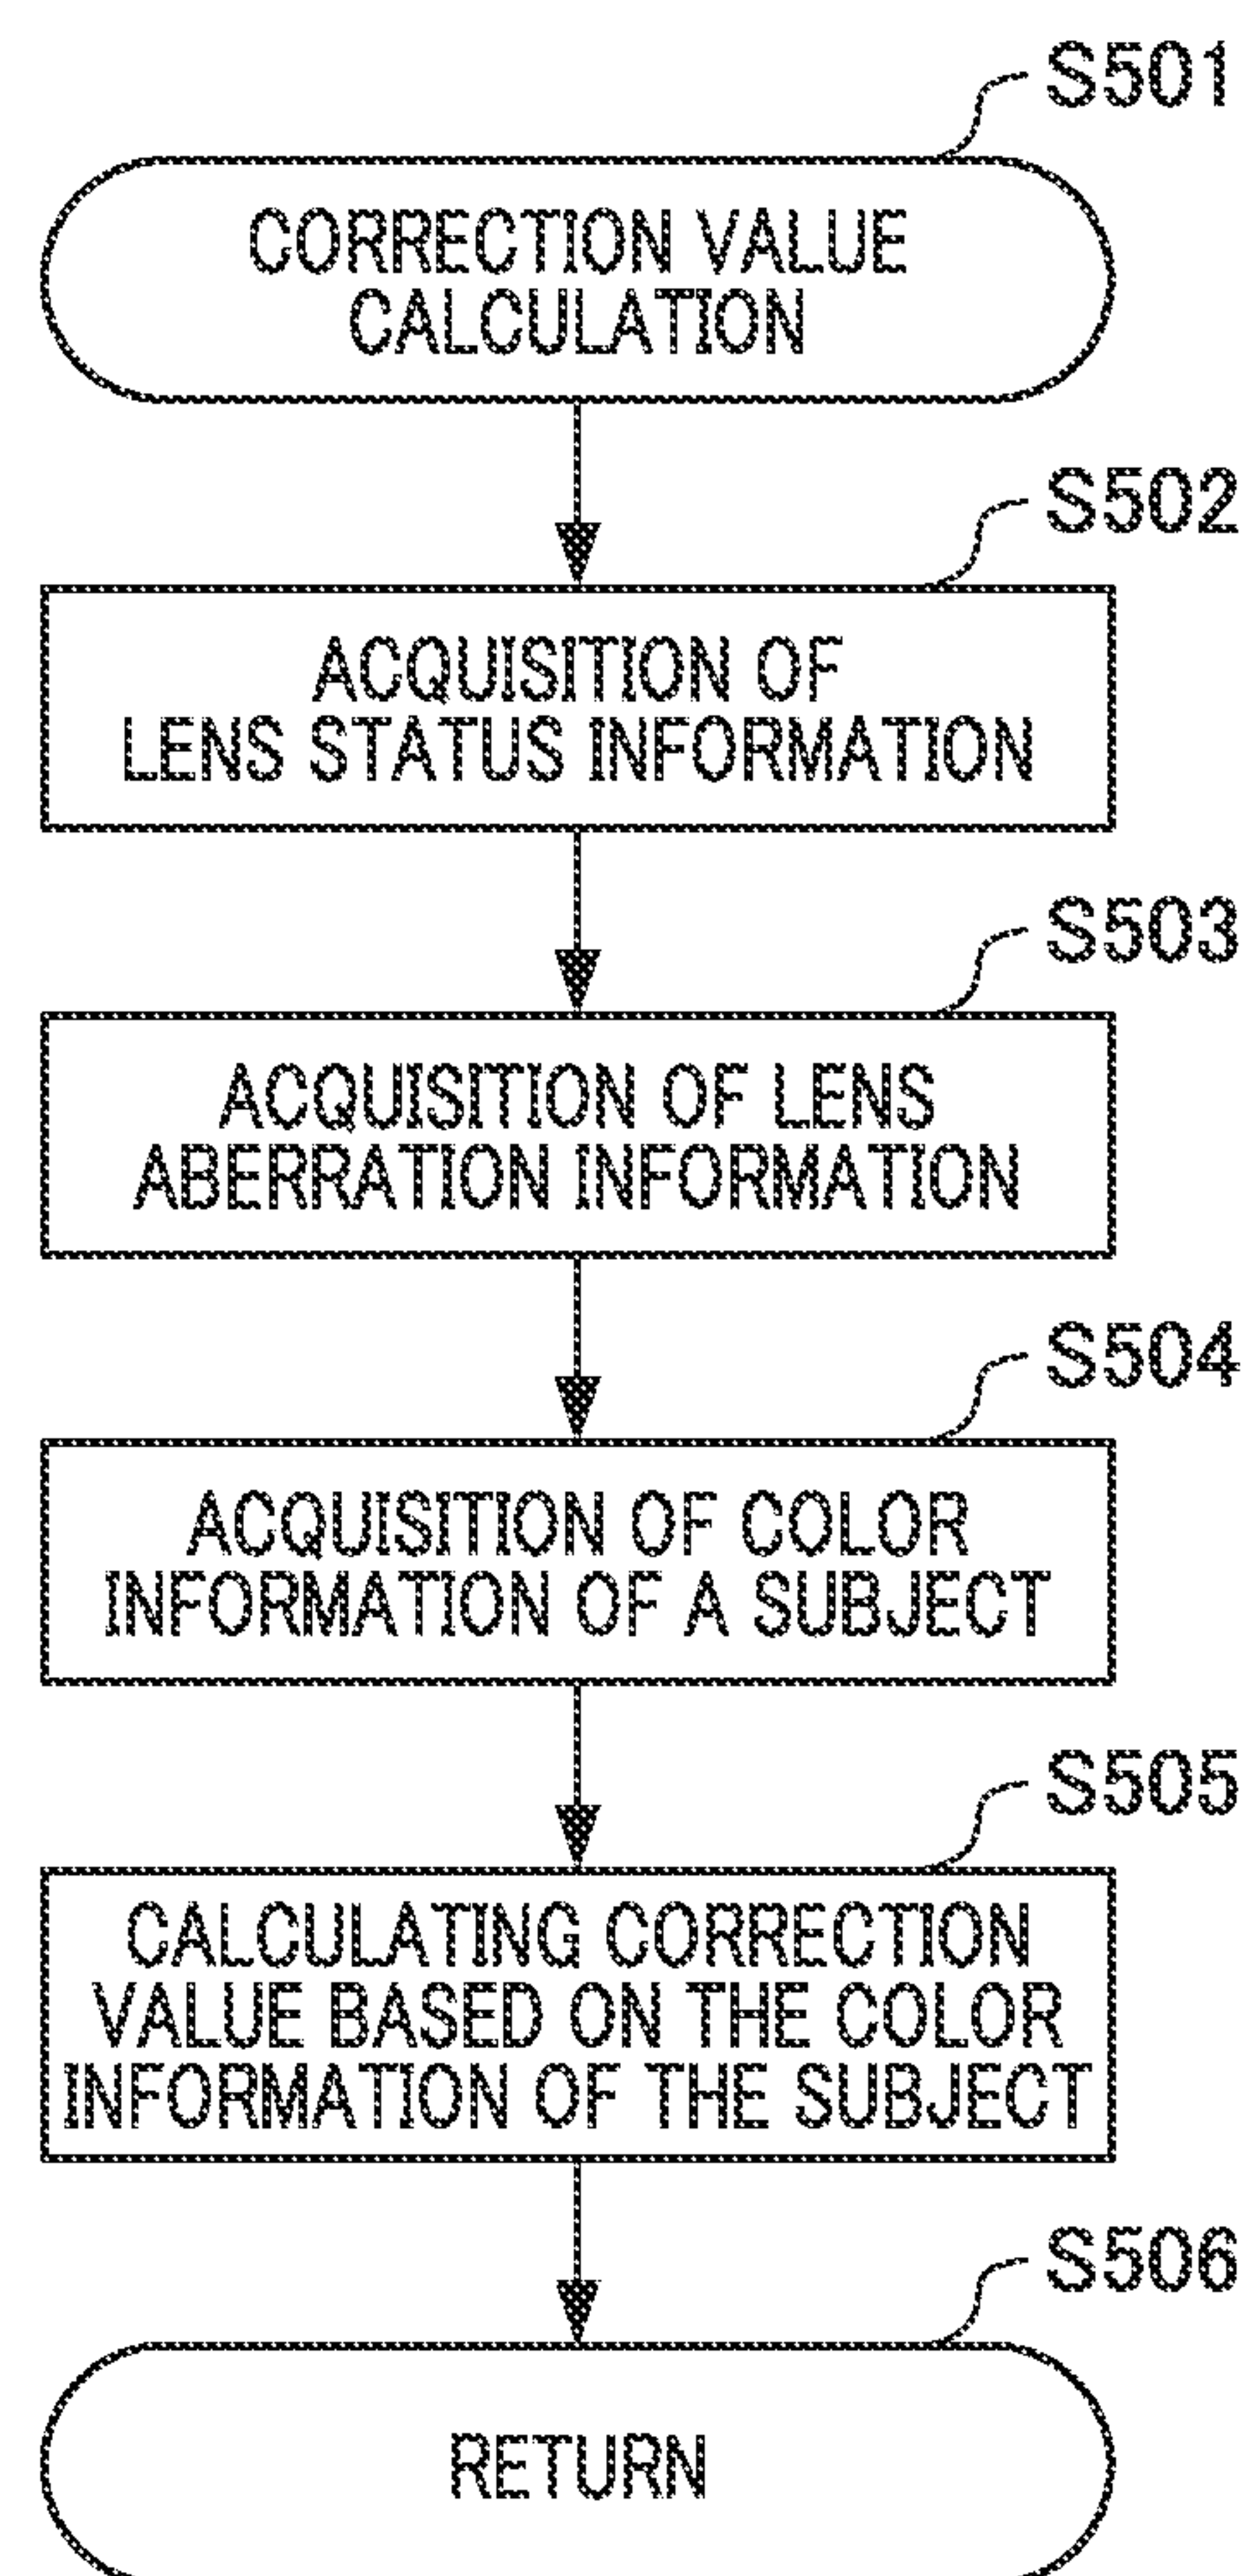 S501
CORRECTION VALUE
CALCULATION
S502
ACQUISITION OF
LENS STATUS INFORMATION
S503
ACQUISITION OF LENS
ABERRATION INFORMATION
S504
ACQUISITION OF COLOR
INFORMATION OF A SUBJECT
S505
CALCULATING CORRECTION
VALUE BASED ON THE COLOR
INFORMATION OF THE SUBJECT
S506
RETURN